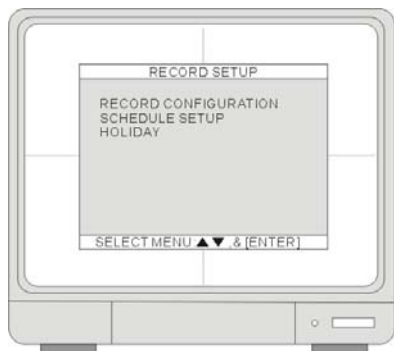 RECORD SETUP
RECORD CONFIGURATION
SCHEDULE SETUP
HOLIDAY
SELECT MENU ▲▼ ,& [ENTER]